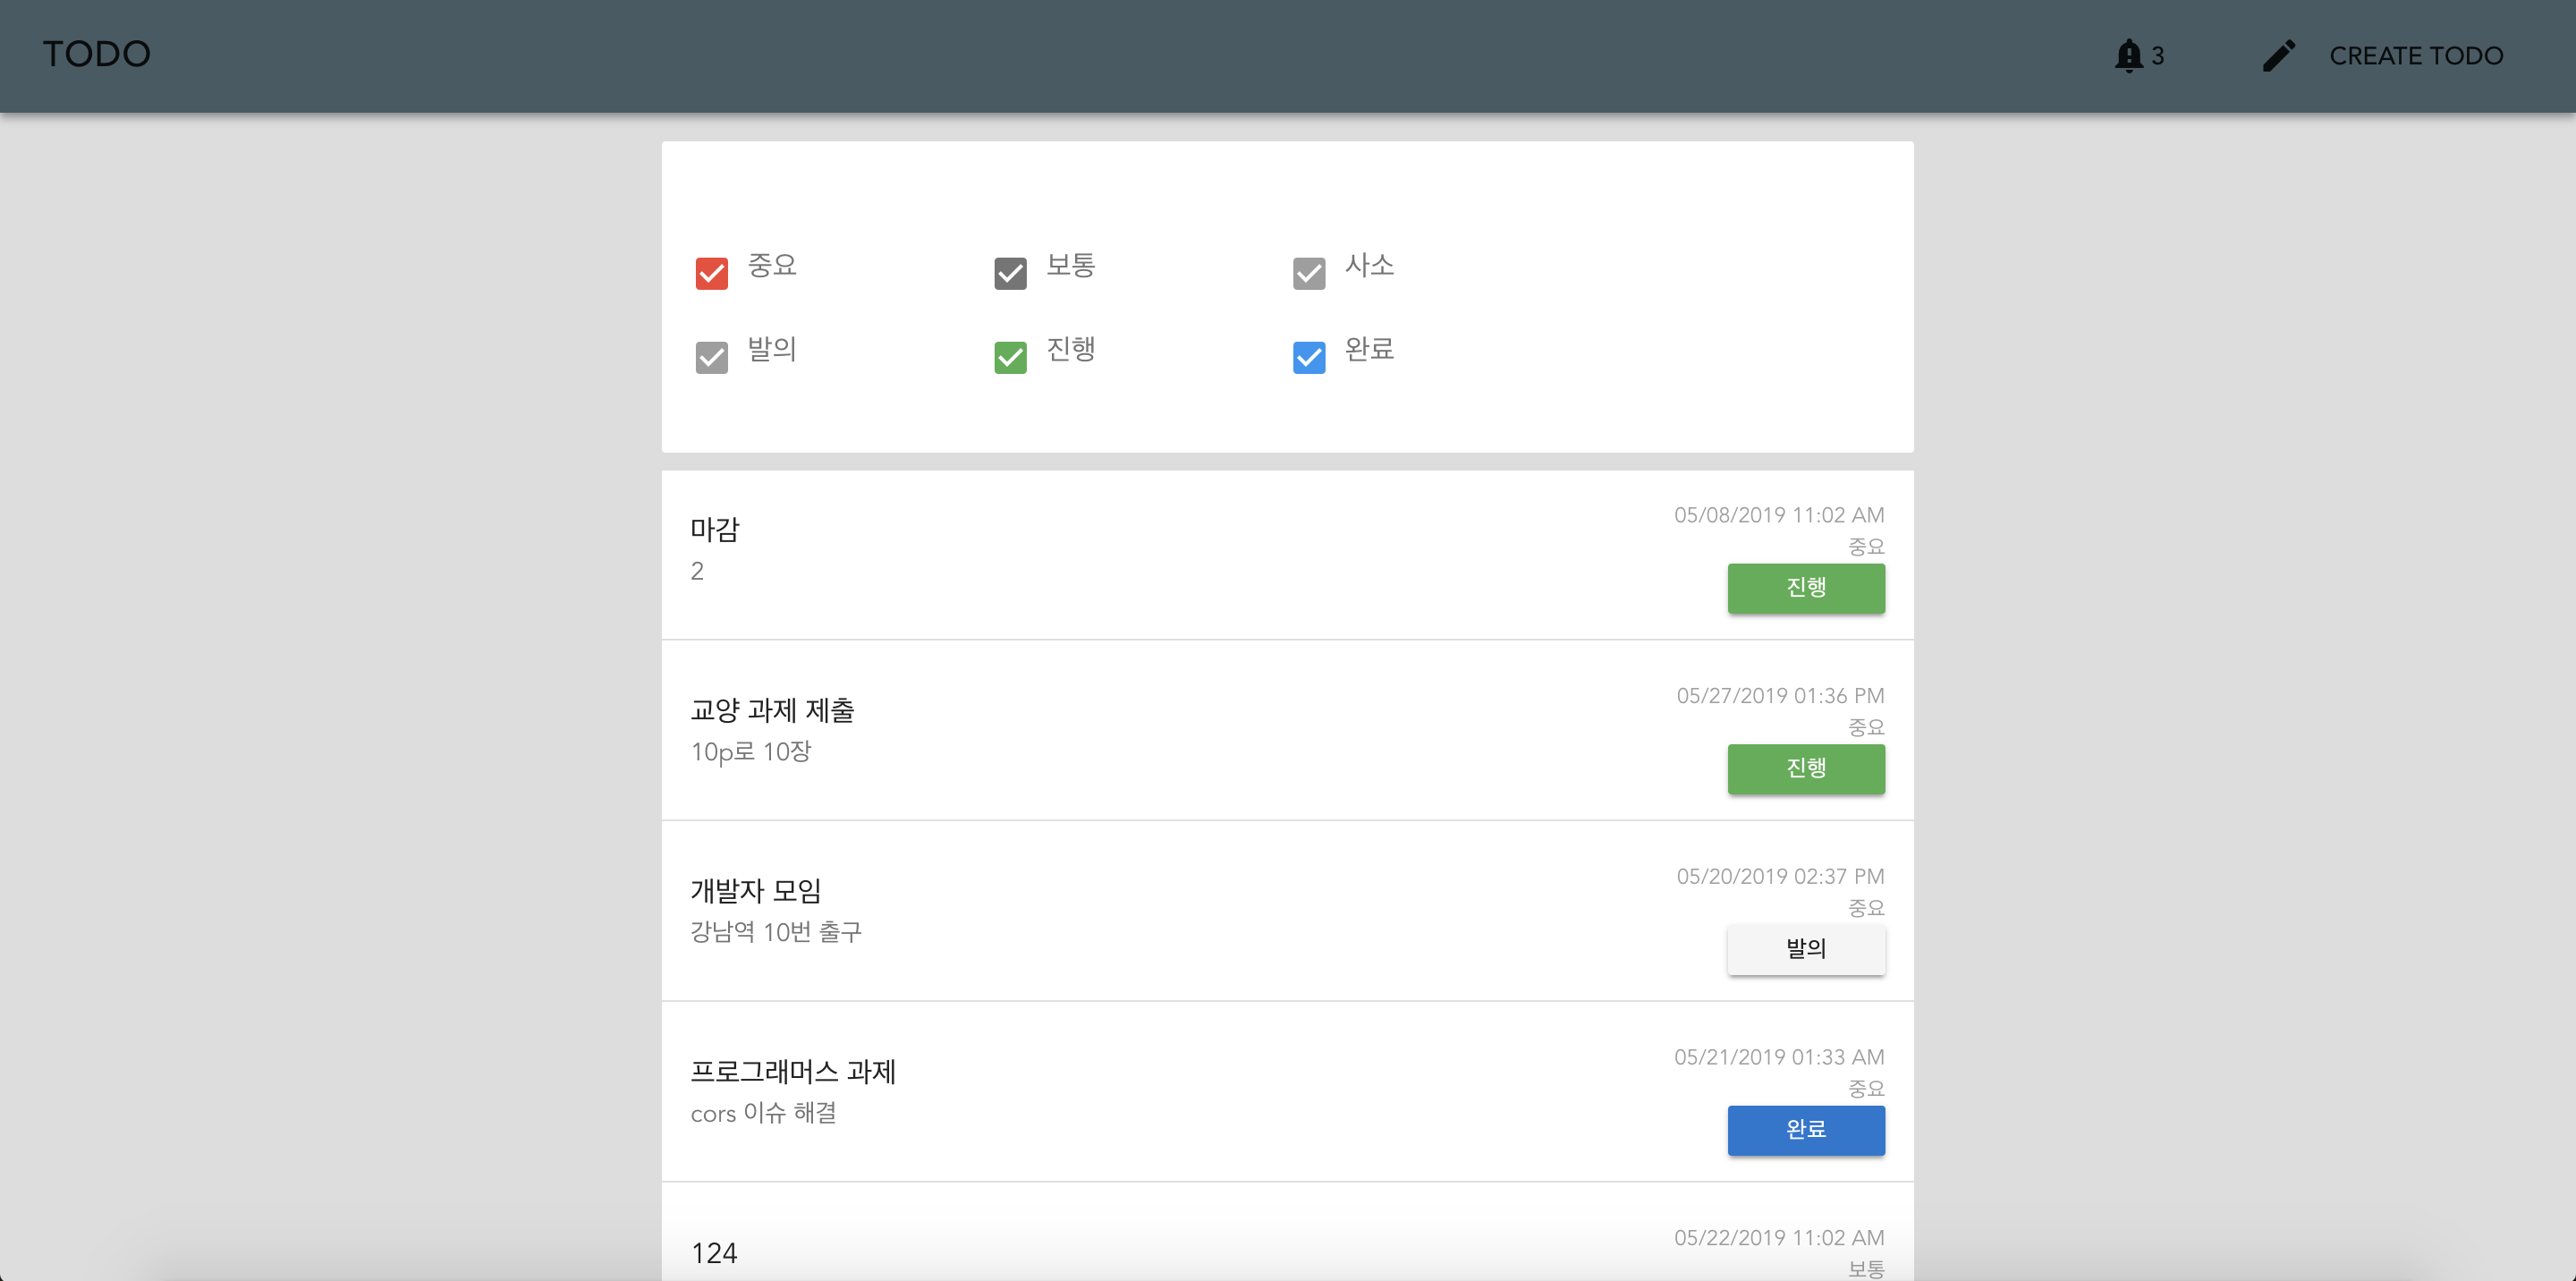 TODO
3
CREATE TODO
중요
보통
사소
발의
진행
완료
마감
2
05/08/2019 11:02 AM
중요
진행
교양 과제 제출
10p로 10장
05/27/2019 01:36 PM
중요
진행
개발자 모임
강남역 10번 출구
05/20/2019 02:37 PM
중요
발의
프로그래머스 과제
cors 이슈 해결
05/21/2019 01:33 AM
중요
완료
124
05/22/2019 11:02 AM
보통